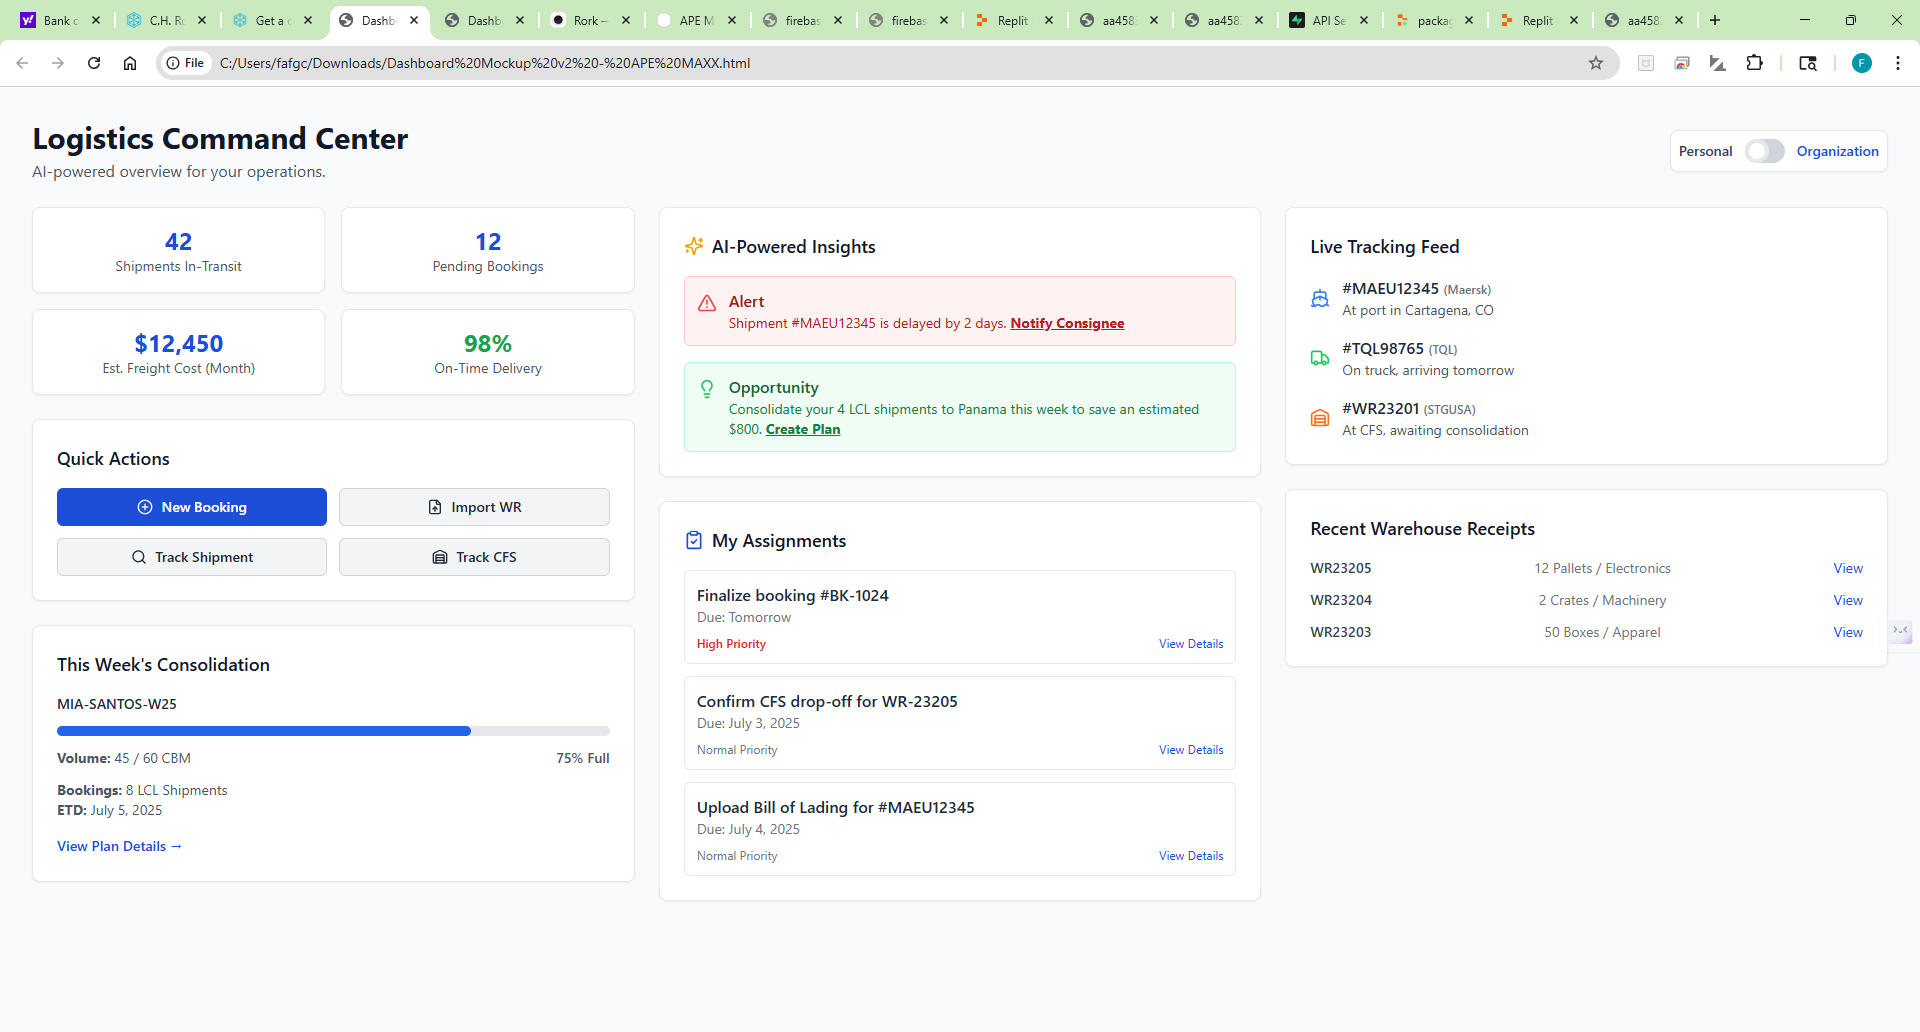 Bank o
C.H. Ro
Get a c
Dashbo
Dashbo
Rork –
APE M
firebas
firebas
Replit
aa4583
aa4583
API Se
packag
Replit
aa4583
File
C:/Users/fafgc/Downloads/Dashboard%20Mockup%20v2%20-%20APE%20MAXX.html
F
Logistics Command Center
AI-powered overview for your operations.
Personal
Organization
42
Shipments In-Transit
12
Pending Bookings
$12,450
Est. Freight Cost (Month)
98%
On-Time Delivery
Quick Actions
New Booking
Import WR
Track Shipment
Track CFS
This Week's Consolidation
MIA-SANTOS-W25
Volume: 45 / 60 CBM
75% Full
Bookings: 8 LCL Shipments
ETD: July 5, 2025
View Plan Details →
AI-Powered Insights
Alert
Shipment #MAEU12345 is delayed by 2 days. Notify Consignee
Opportunity
Consolidate your 4 LCL shipments to Panama this week to save an estimated
$800. Create Plan
My Assignments
Finalize booking #BK-1024
Due: Tomorrow
High Priority
View Details
Confirm CFS drop-off for WR-23205
Due: July 3, 2025
Normal Priority
View Details
Upload Bill of Lading for #MAEU12345
Due: July 4, 2025
Normal Priority
View Details
Live Tracking Feed
#MAEU12345 (Maersk)
At port in Cartagena, CO
#TQL98765 (TQL)
On truck, arriving tomorrow
#WR23201 (STGUSA)
At CFS, awaiting consolidation
Recent Warehouse Receipts
WR23205
12 Pallets / Electronics
View
WR23204
2 Crates / Machinery
View
WR23203
50 Boxes / Apparel
View